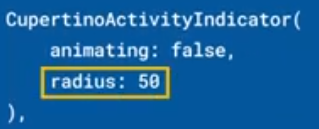 CupertinoActivityIndicator(
animating: false,
radius: 50
),